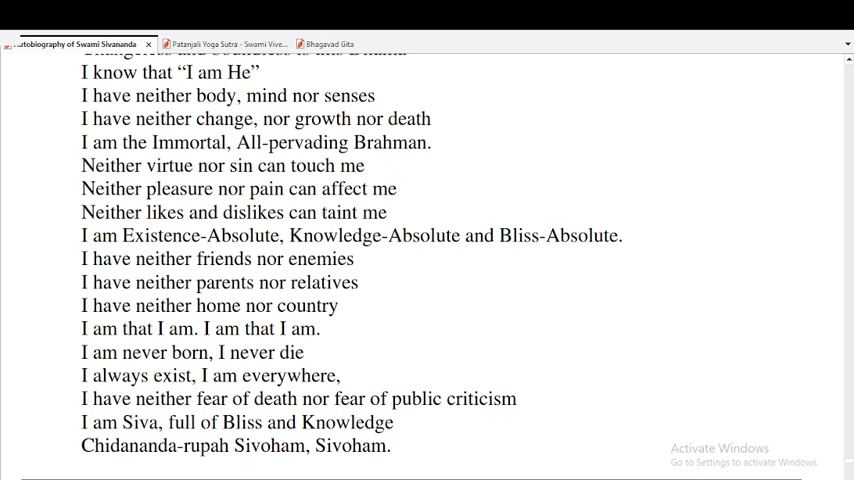 Autobiography of Swami Sivananda
Patanjali Yoga Sutra - Swami Vive...
Bhagavad Gita
I know that “I am He”
I have neither body, mind nor senses
I have neither change, nor growth nor death
I am the Immortal, All-pervading Brahman.
Neither virtue nor sin can touch me
Neither pleasure nor pain can affect me
Neither likes and dislikes can taint me
I am Existence-Absolute, Knowledge-Absolute and Bliss-Absolute.
I have neither friends nor enemies
I have neither parents nor relatives
I have neither home nor country
I am that I am. I am that I am.
I am never born, I never die
I always exist, I am everywhere,
I have neither fear of death nor fear of public criticism
I am Siva, full of Bliss and Knowledge
Chidananda-rupah Sivoham, Sivoham.
Activate Windows
Go to Settings to activate Windows.